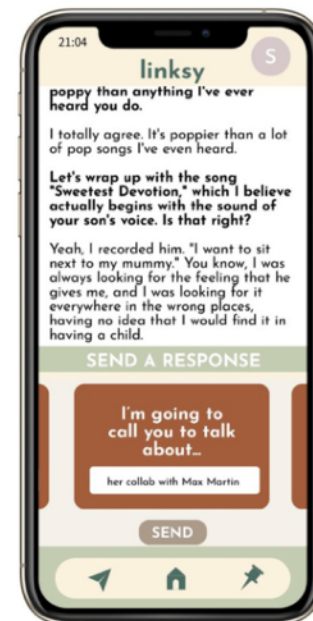 21:04
linksy
S
poppy than anything I've ever
heard you do.
I totally agree. It's poppier than a lot
of pop songs I've even heard.
Let's wrap up with the song
"Sweetest Devotion," which I believe
actually begins with the sound of
your son's voice. Is that right?
Yeah, I recorded him. "I want to sit
next to my mummy." You know, I was
always looking for the feeling that he
gives me, and I was looking for it
everywhere in the wrong places,
having no idea that I would find it in
having a child.
SEND A RESPONSE
I'm going to
call you to talk
about...
her collab with Max Martin
SEND